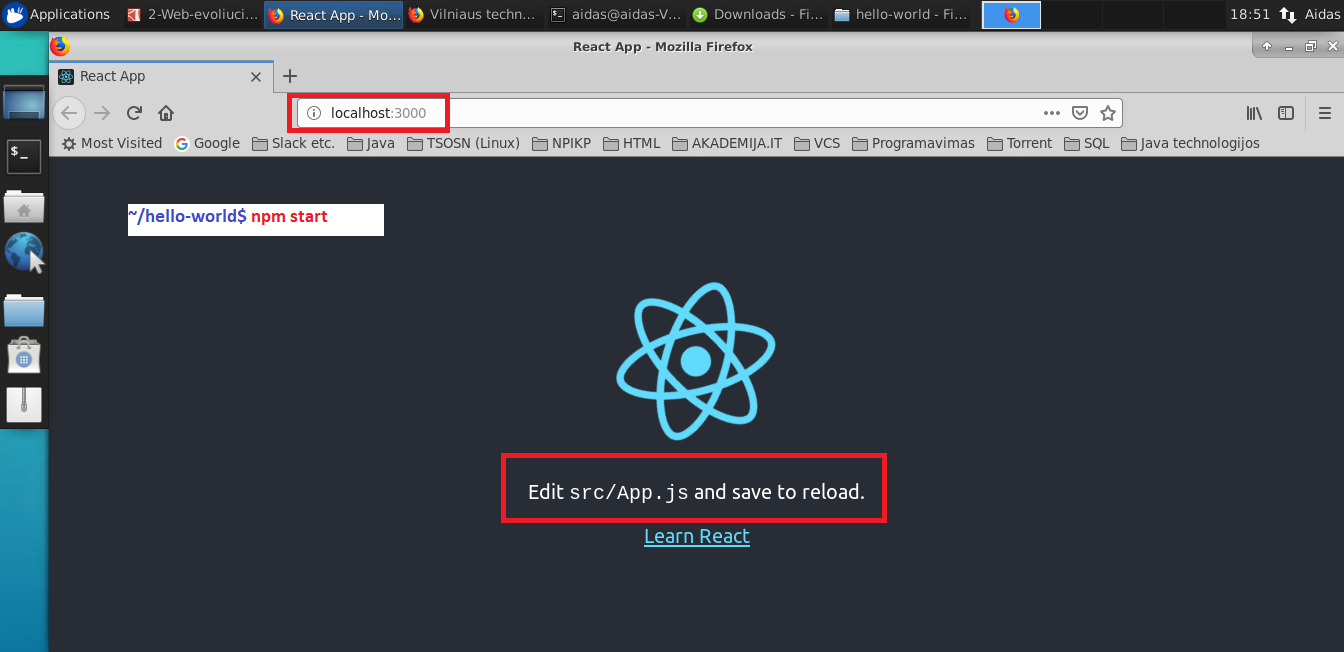 Applications 2-Web-evoliuci... React App - Mo... Vilniaus techn... aidas@aidas-V... Downloads - Fi... hello-world - Fi... 18:51 Aidas
React App - Mozilla Firefox
React App
localhost:3000
Most Visited Google Slack etc. Java TSOSN (Linux) NPIKP HTML AKADEMIJA.IT VCS Programavimas Torrent SQL Java technologijos
$_
~/hello-world$ npm start
Edit src/App.js and save to reload.
Learn React